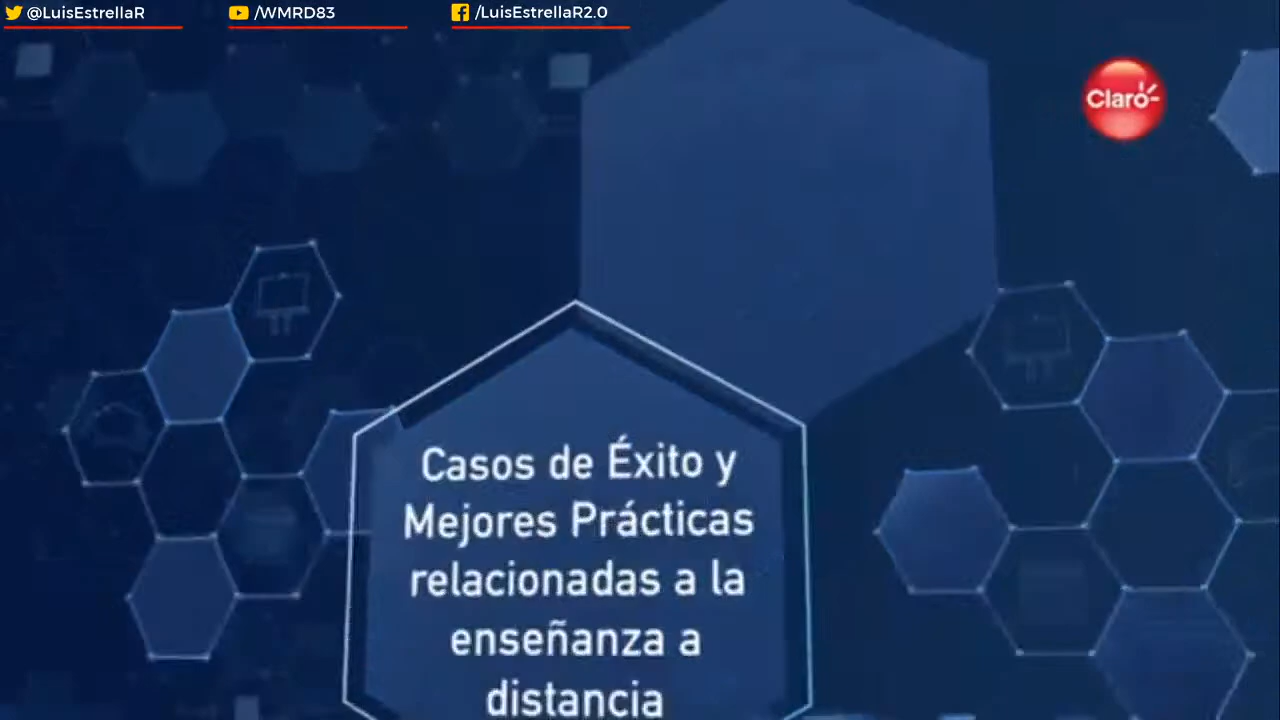 @LuisEstrellaR
/WMRD83
/LuisEstrellaR2.0
Claro-
Casos de Éxito y
Mejores Prácticas
relacionadas a la
enseñanza a
distancia